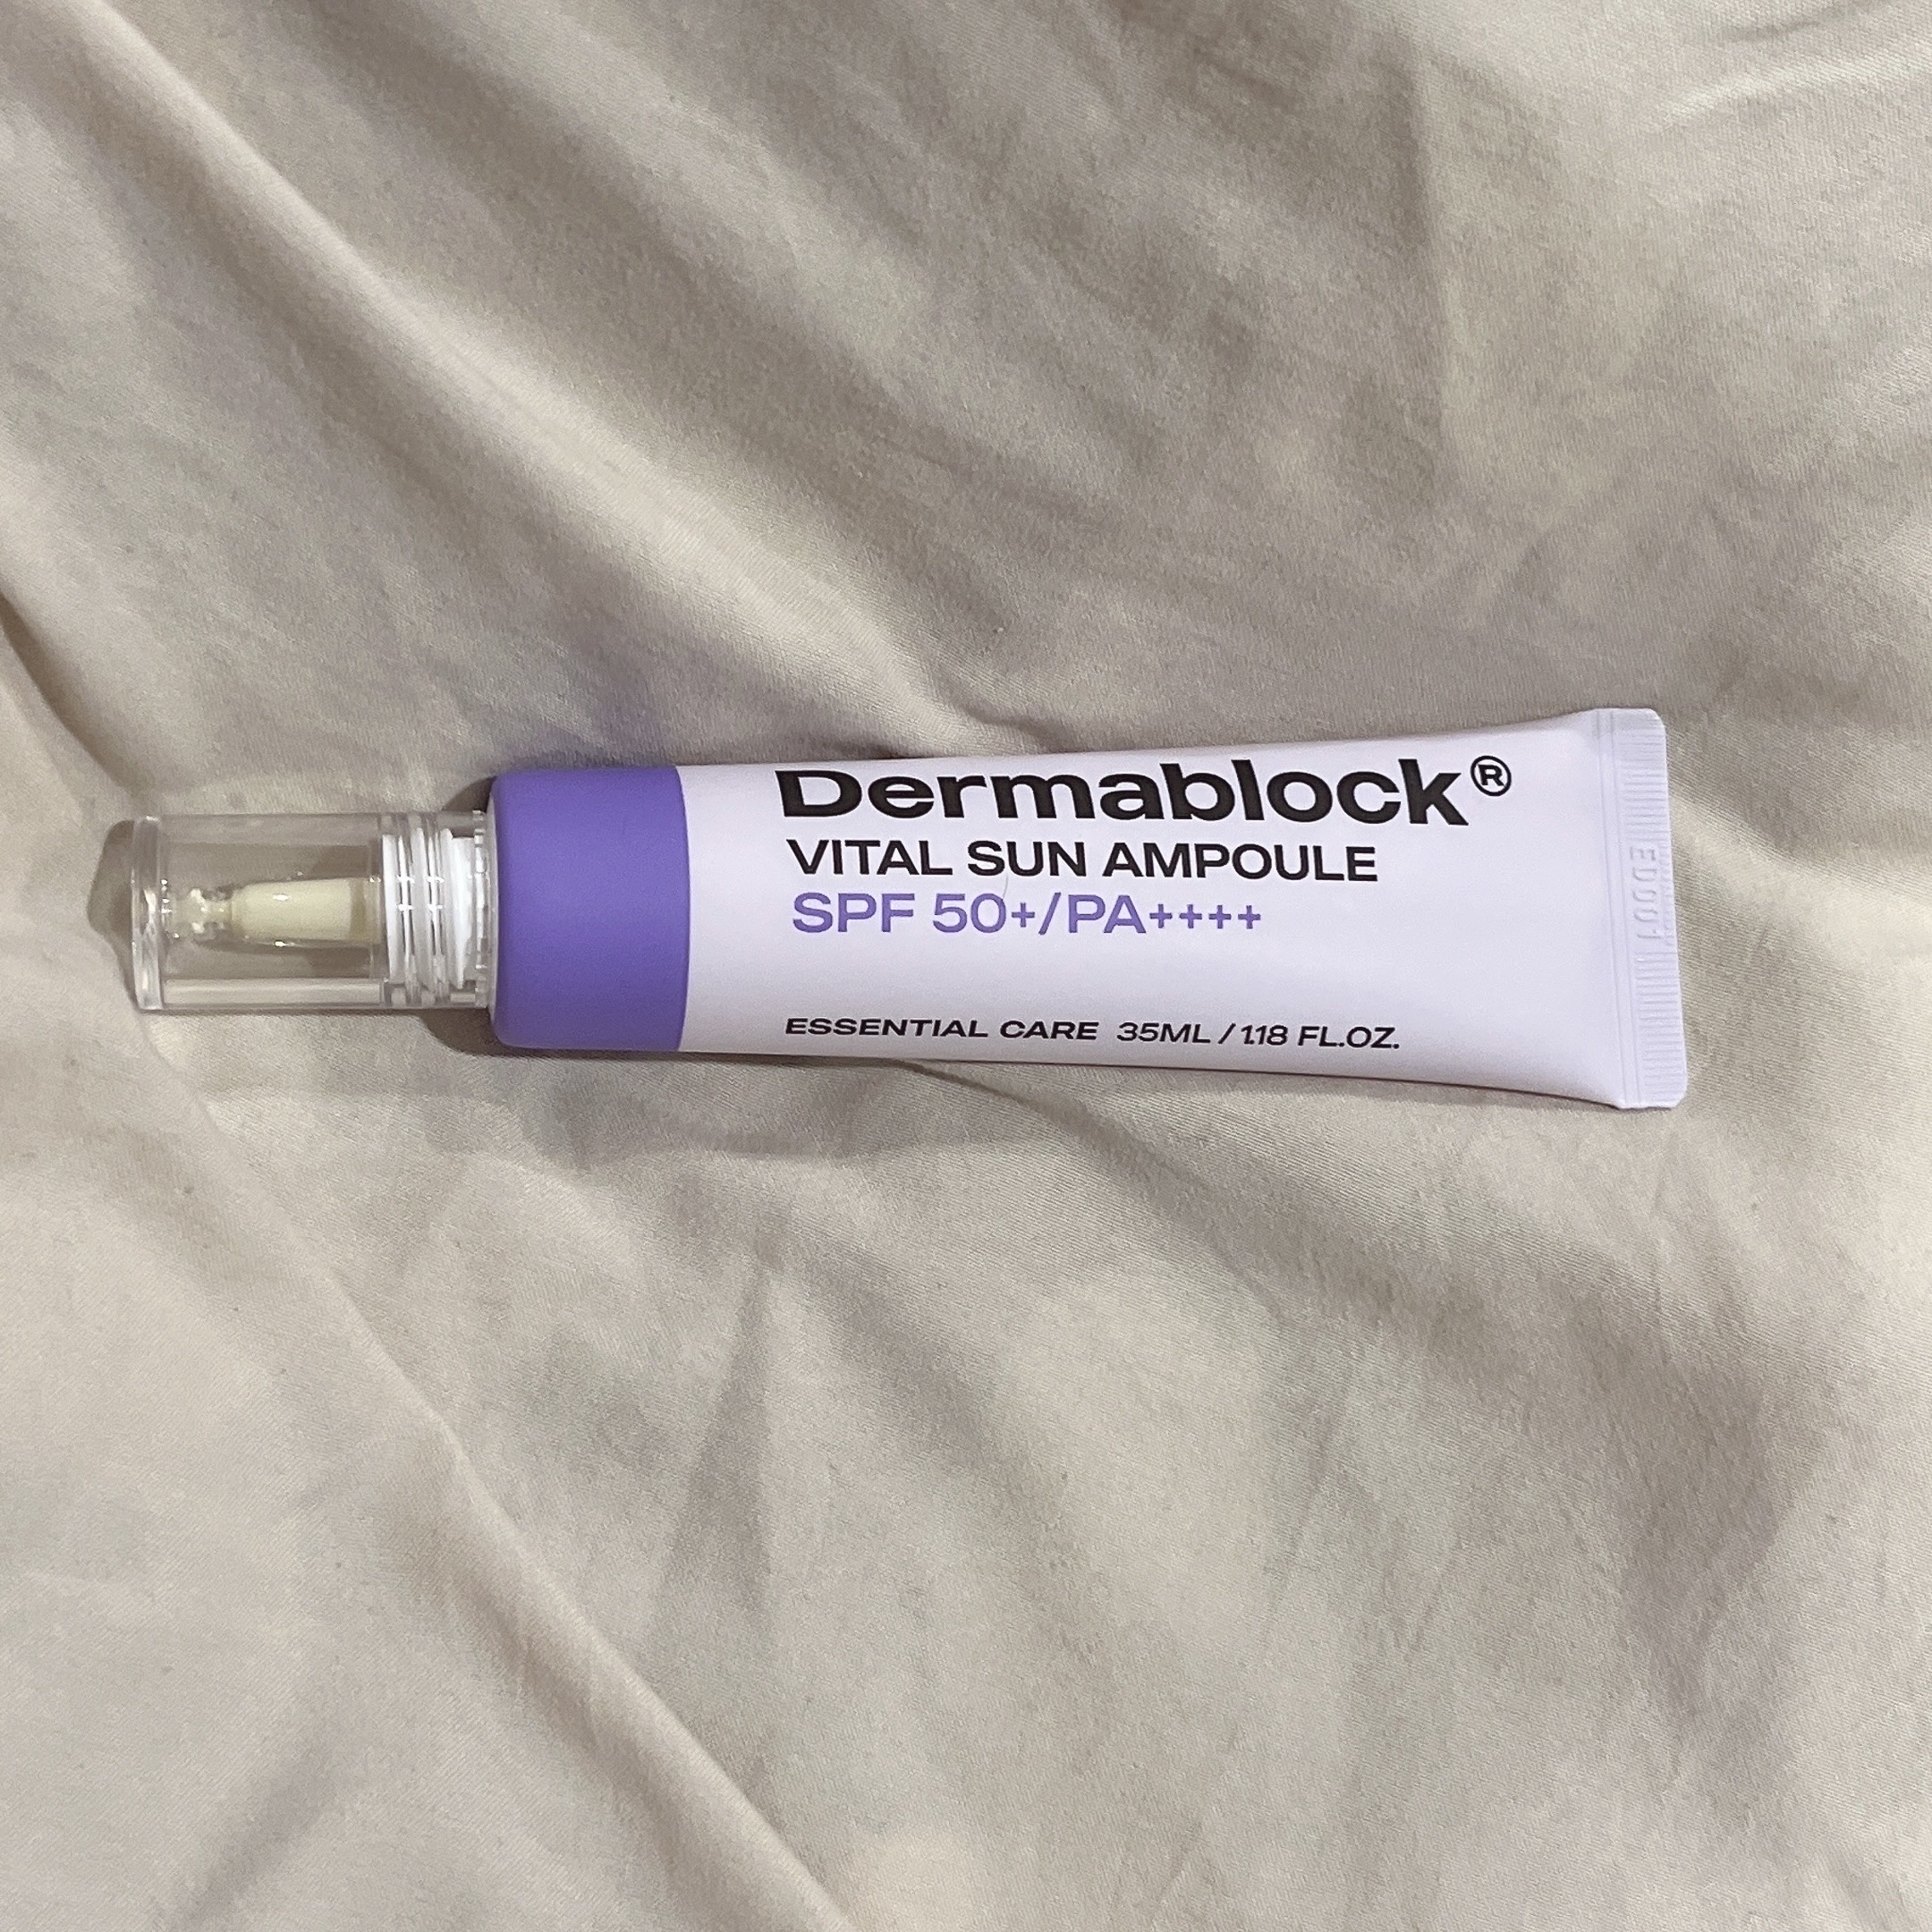 Dermablock®
VITAL SUN AMPOULE
SPF 50+/PA++++
ESSENTIAL CARE 35ML / 1.18 FL.OZ.